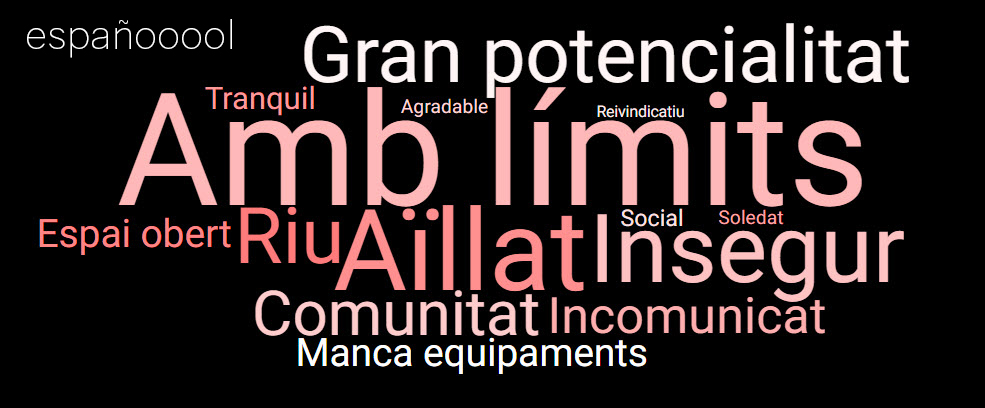 españooool
Gran potencialitat
Tranquil
Agradable
Reivindicatiu
Amb límits
Espai obert
Riu
Aïllat
Insegur
Social
Soledat
Comunitat
Incomunicat
Manca equipaments